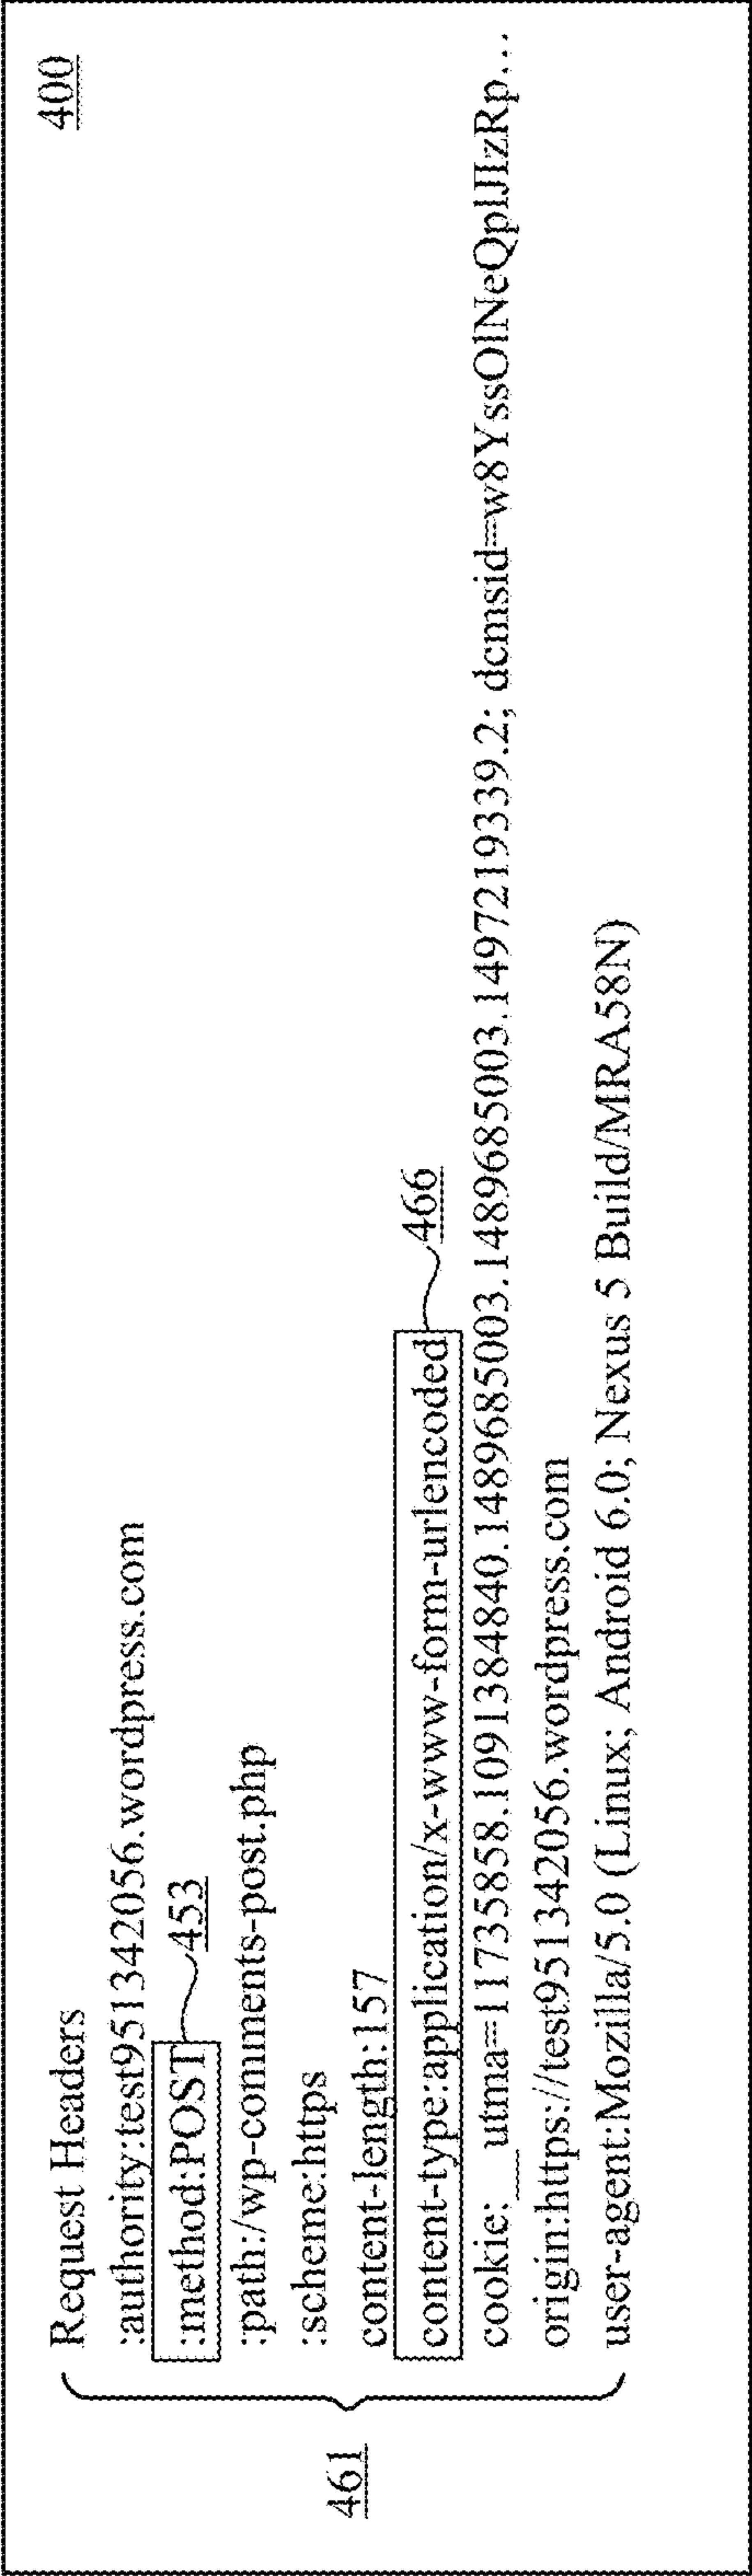 400
Request Headers
:authority:test951342056.wordpress.com
:method:POST 453
:path:/wp-comments-post.php
:scheme:https
content-length:157
content-type:application/x-www-form-urlencoded 466
cookie:__utma=11735858.1091384840.1489685003.1489685003.1497219339.2; dcmsid=w8YssOlNeQplJIzRp...
origin:https://test951342056.wordpress.com
user-agent:Mozilla/5.0 (Linux; Android 6.0; Nexus 5 Build/MRA58N)
461